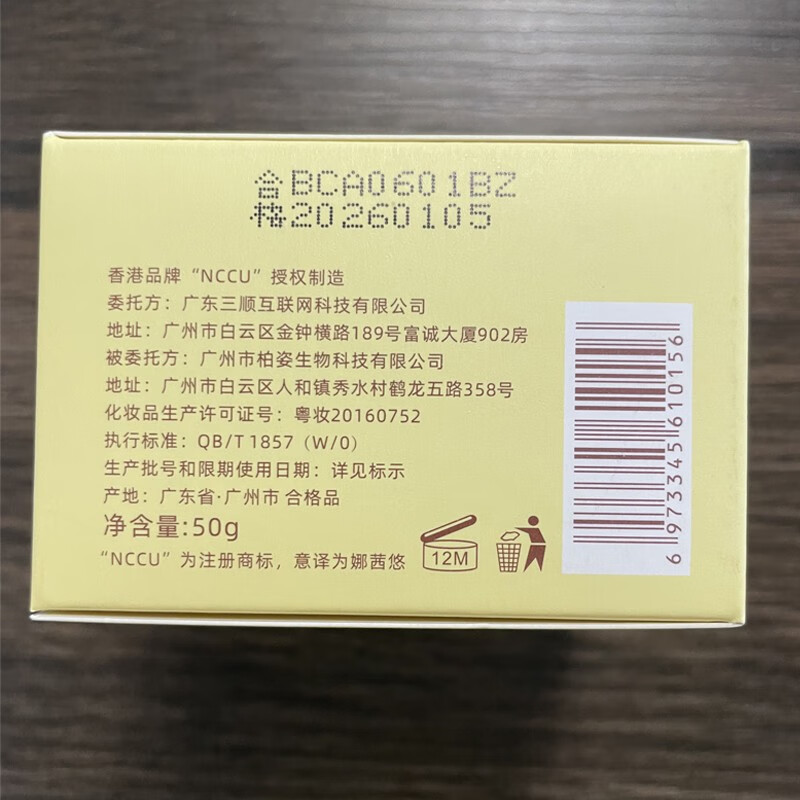 合BCA0601BZ
格20260105
香港品牌“NCCU”授权制造
委托方：广东三顺互联网科技有限公司
地址：广州市白云区金钟横路189号富诚大厦902房
被委托方：广州市柏姿生物科技有限公司
地址：广州市白云区人和镇秀水村鹤龙五路358号
化妆品生产许可证号：粤妆20160752
执行标准：QB/T1857（W/0）
生产批号和限期使用日期：详见标示
产地：广东省·广州市 合格品
净含量:50g
“NCCU”为注册商标，意译为娜茜悠
12M
6973345610156